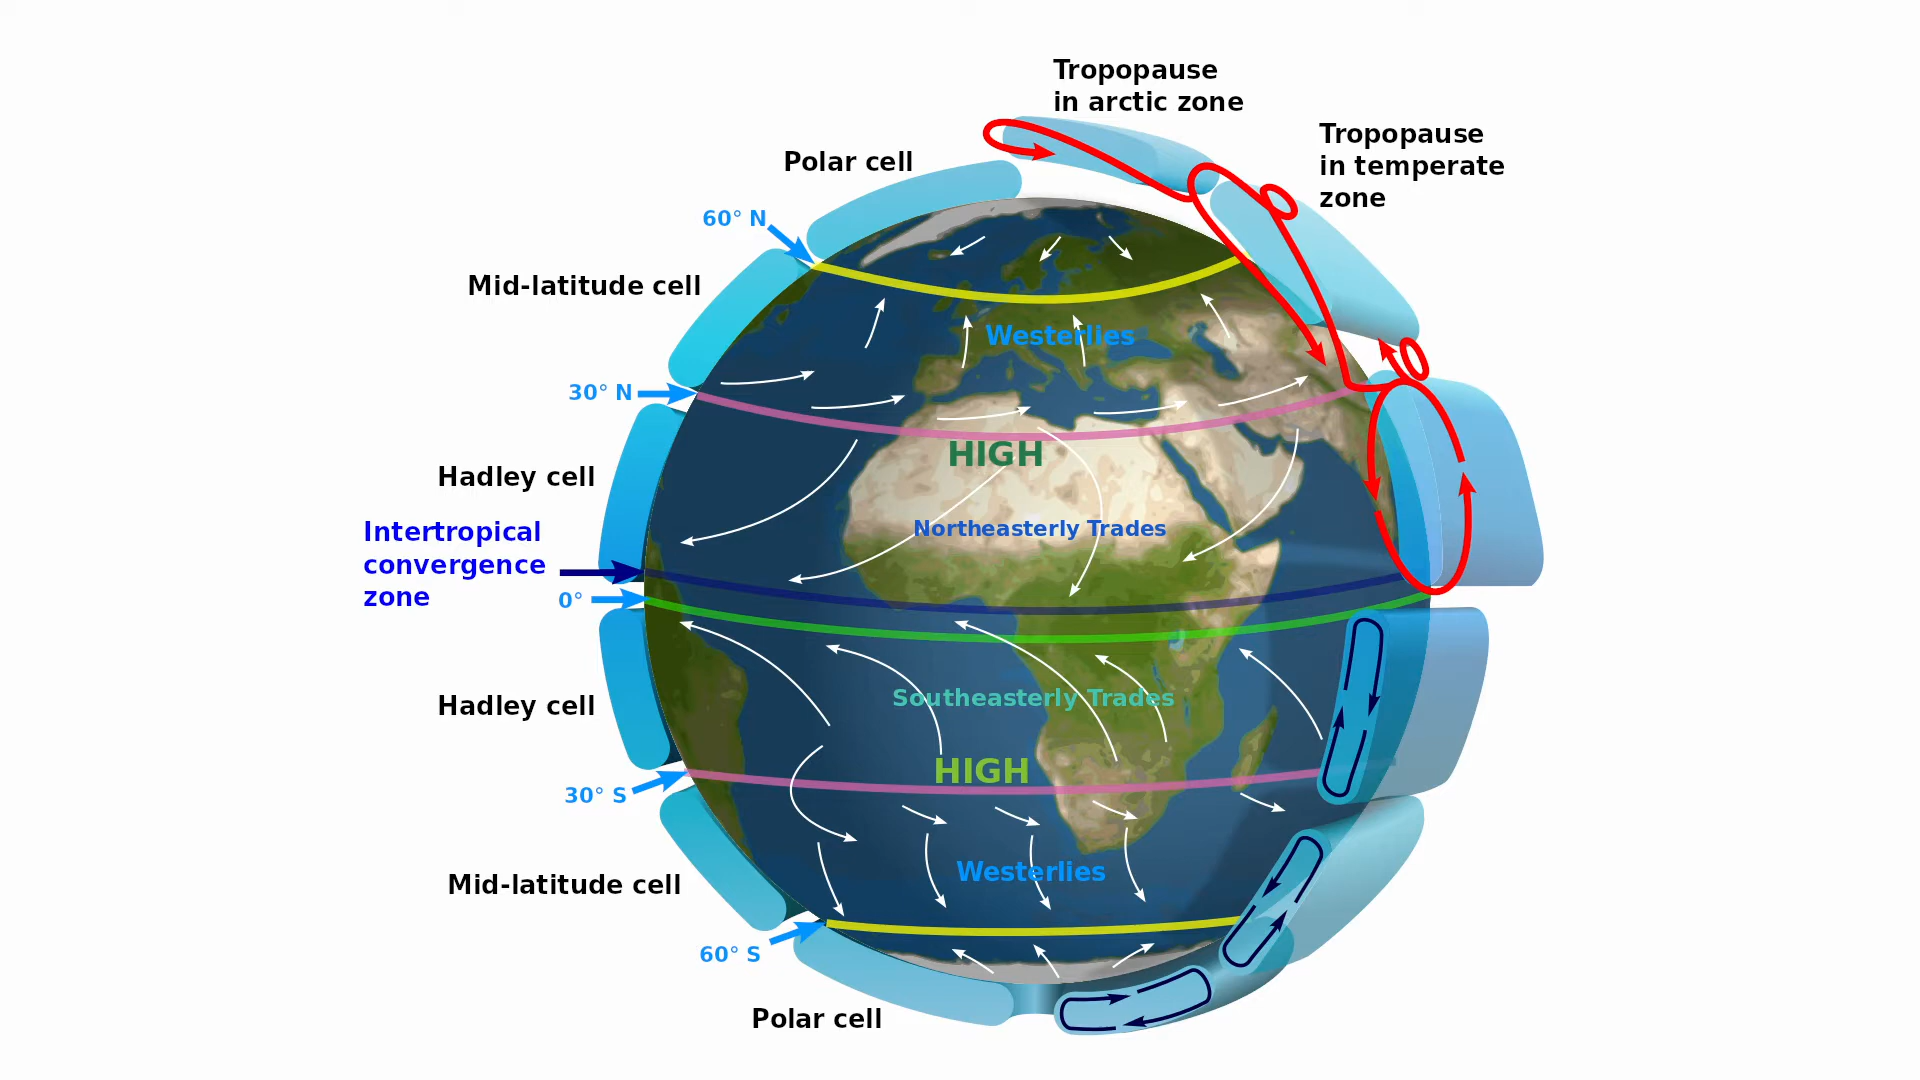 Tropopause
in arctic zone
Tropopause
in temperate
zone
Polar cell
60° N
Mid-latitude cell
Westerlies
30° N
HIGH
Hadley cell
Northeasterly Trades
Intertropical
convergence
zone
0°
Hadley cell
Southeasterly Trades
HIGH
30° S
Westerlies
Mid-latitude cell
60° S
Polar cell